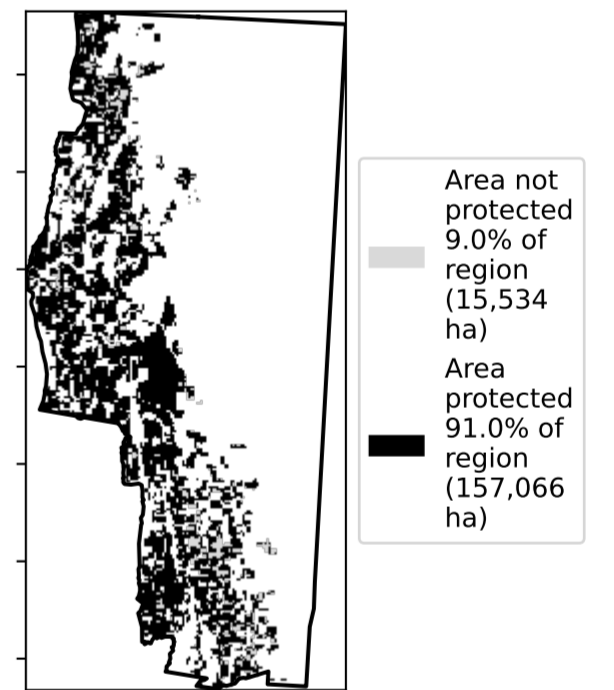 Area not
protected
9.0% of
region
(15,534
ha)
Area
protected
91.0% of
region
(157,066
ha)